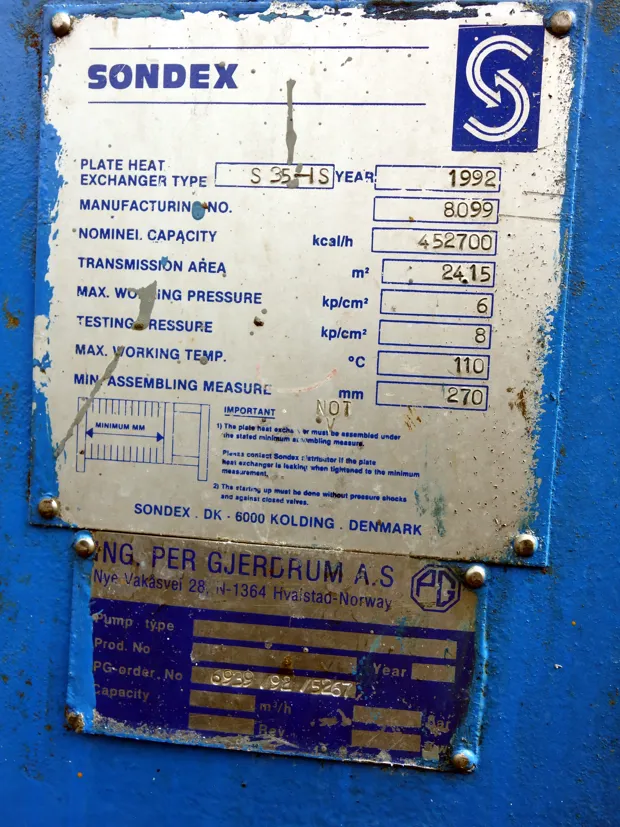 SONDEX
PLATE HEAT
EXCHANGER TYPE S 35-IS YEAR 1992
MANUFACTURING NO. 8099
NOMINEL CAPACITY kcal/h 452700
TRANSMISSION AREA m² 24.15
MAX. WORKING PRESSURE kp/cm² 6
TESTING PRESSURE kp/cm² 8
MAX. WORKING TEMP. °C 110
MIN. ASSEMBLING MEASURE mm 270
MINIMUM MM
IMPORTANT NOT
1) The plate heat exchanger must be assembled under
the stated minimum assembling measure.
Please contact Sondex distributor if the plate
heat exchanger is leaking when tightened to the minimum
measurement.
2) The starting up must be done without pressure shocks
and against closed valves.
SONDEX . DK - 6000 KOLDING . DENMARK
ING. PER GJERDRUM A.S
PG
Nye Vakåsvei 28, N-1364 Hvalstad-Norway
Pump type
Prod. No Year
PG-order. No 6939/92/5267
Capacity m³/h Bar